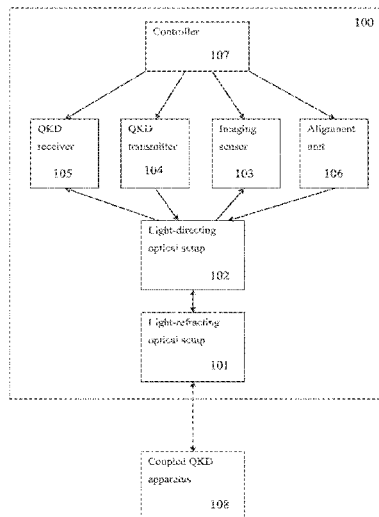 100
Controller
107
QKD
receiver
105
QKD
transmitter
104
Imaging
sensor
103
Alignment
unit
106
Light-directing
optical setup
102
Light-refracting
optical setup
101
Coupled QKD
apparatus
108